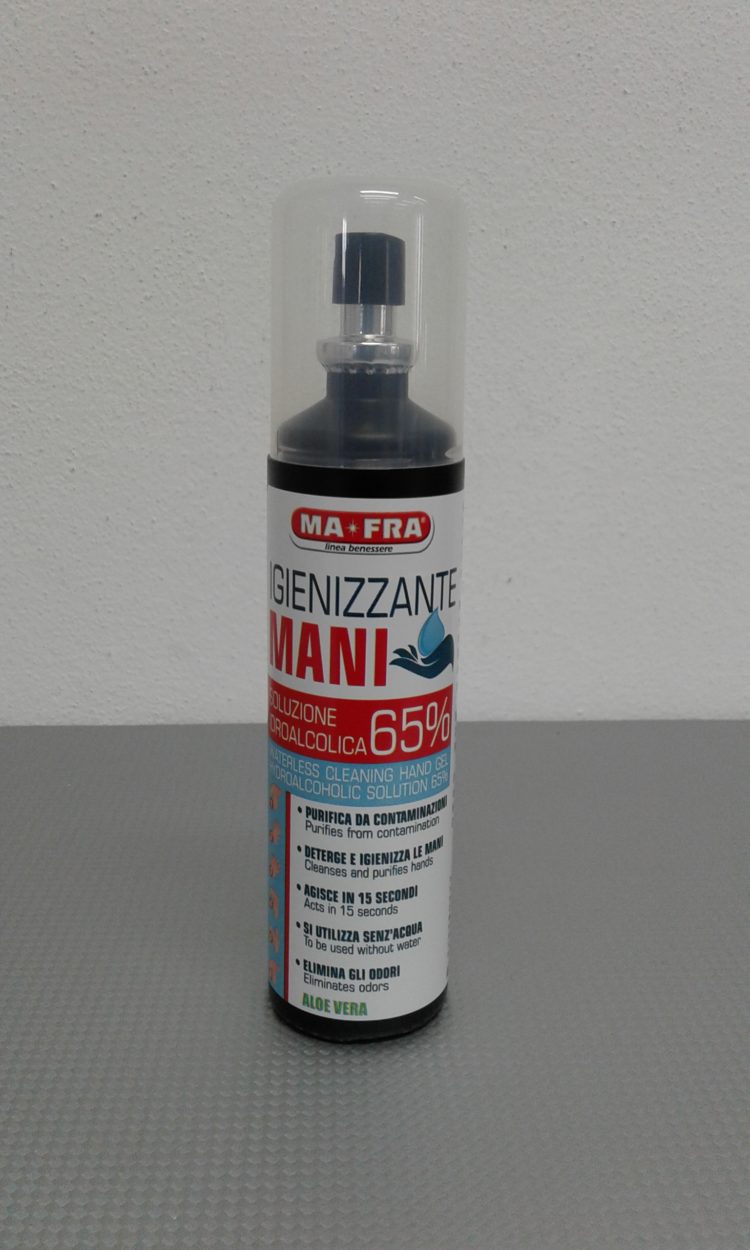 MA★FRA®
linea benessere
IGIENIZZANTE
MANI
SOLUZIONE
IDROALCOLICA 65%
WATERLESS CLEANING HAND GEL
HYDROALCOHOLIC SOLUTION 65%
• PURIFICA DA CONTAMINAZIONI
Purifies from contamination
• DETERGE E IGIENIZZA LE MANI
Cleanses and purifies hands
• AGISCE IN 15 SECONDI
Acts in 15 seconds
• SI UTILIZZA SENZ'ACQUA
To be used without water
• ELIMINA GLI ODORI
Eliminates odors
ALOE VERA